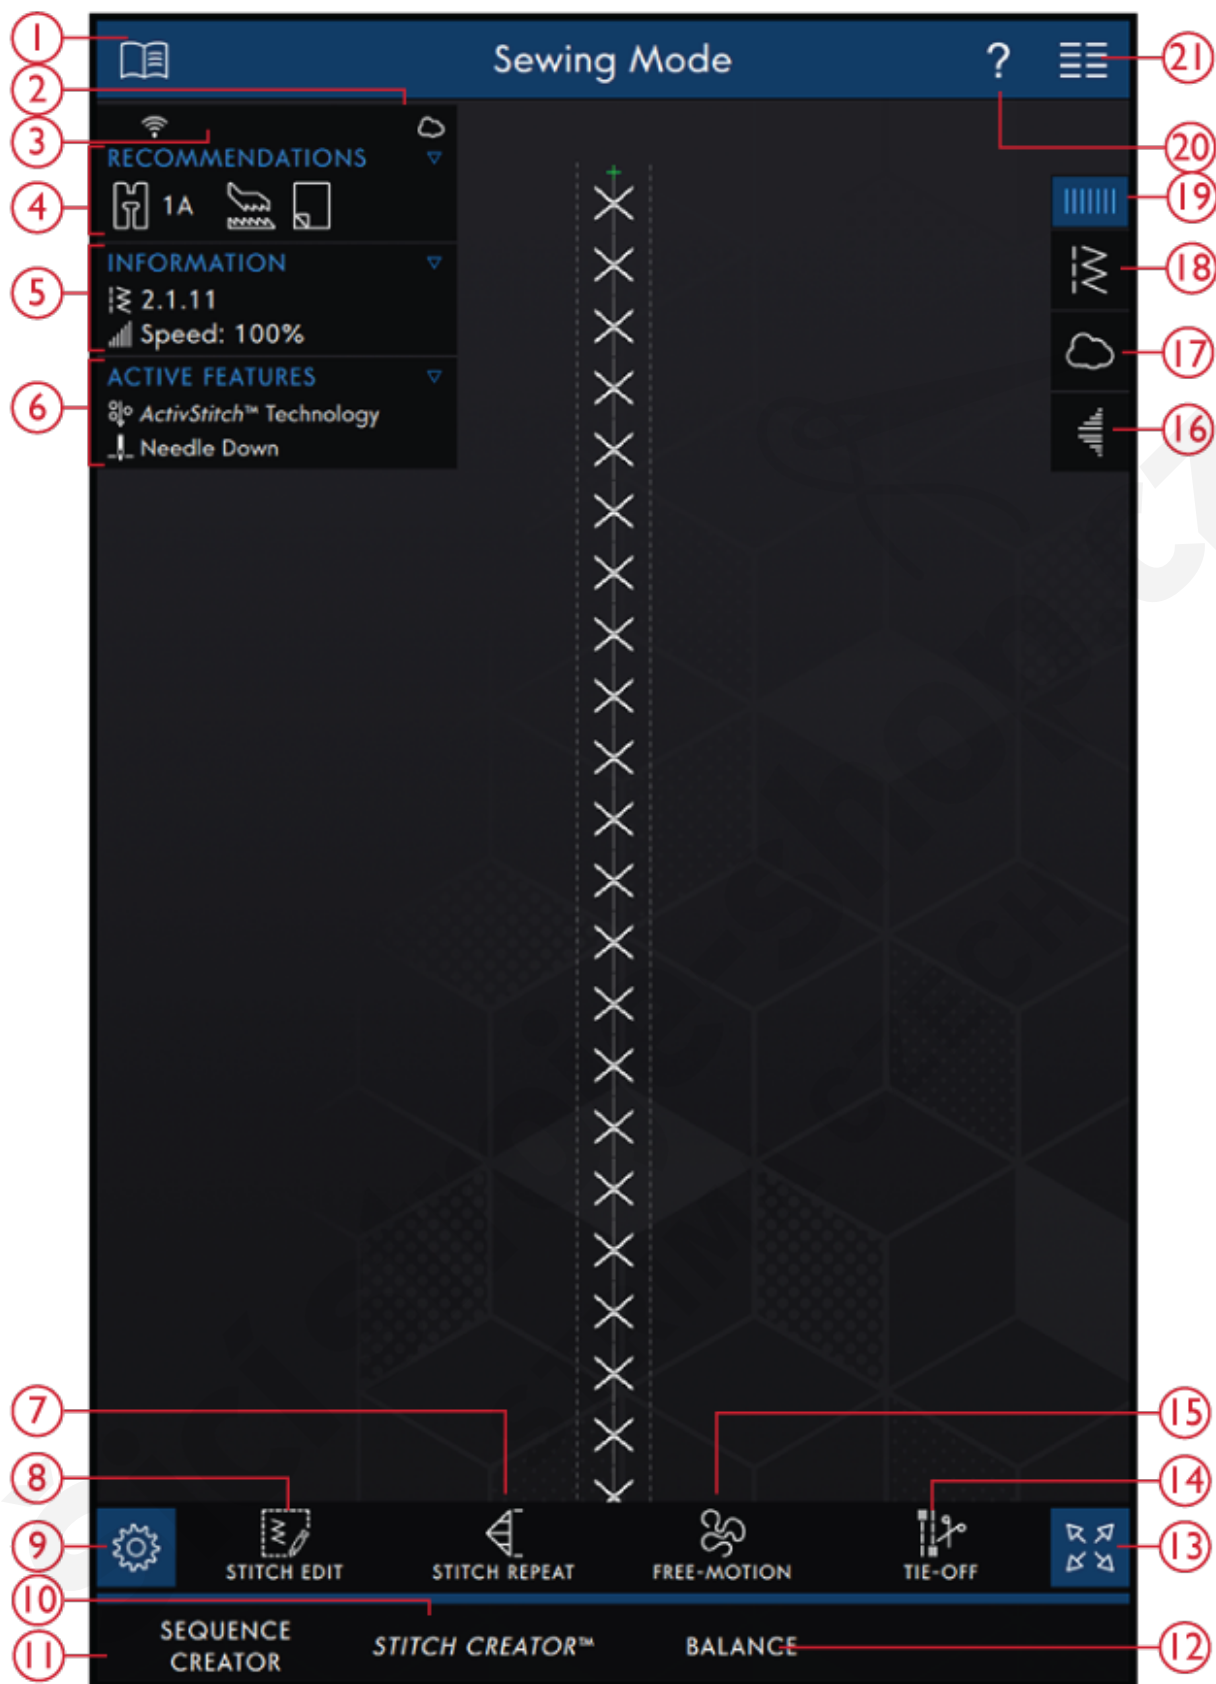 1
Sewing Mode
?
21
2
3
20
RECOMMENDATIONS
4
1A
19
INFORMATION
5
2.1.11
18
Speed: 100%
17
ACTIVE FEATURES
6
ActivStitch™ Technology
16
Needle Down
7
15
8
14
9
STITCH EDIT
STITCH REPEAT
FREE-MOTION
TIE-OFF
13
10
SEQUENCE
CREATOR
STITCH CREATOR™
BALANCE
11
12